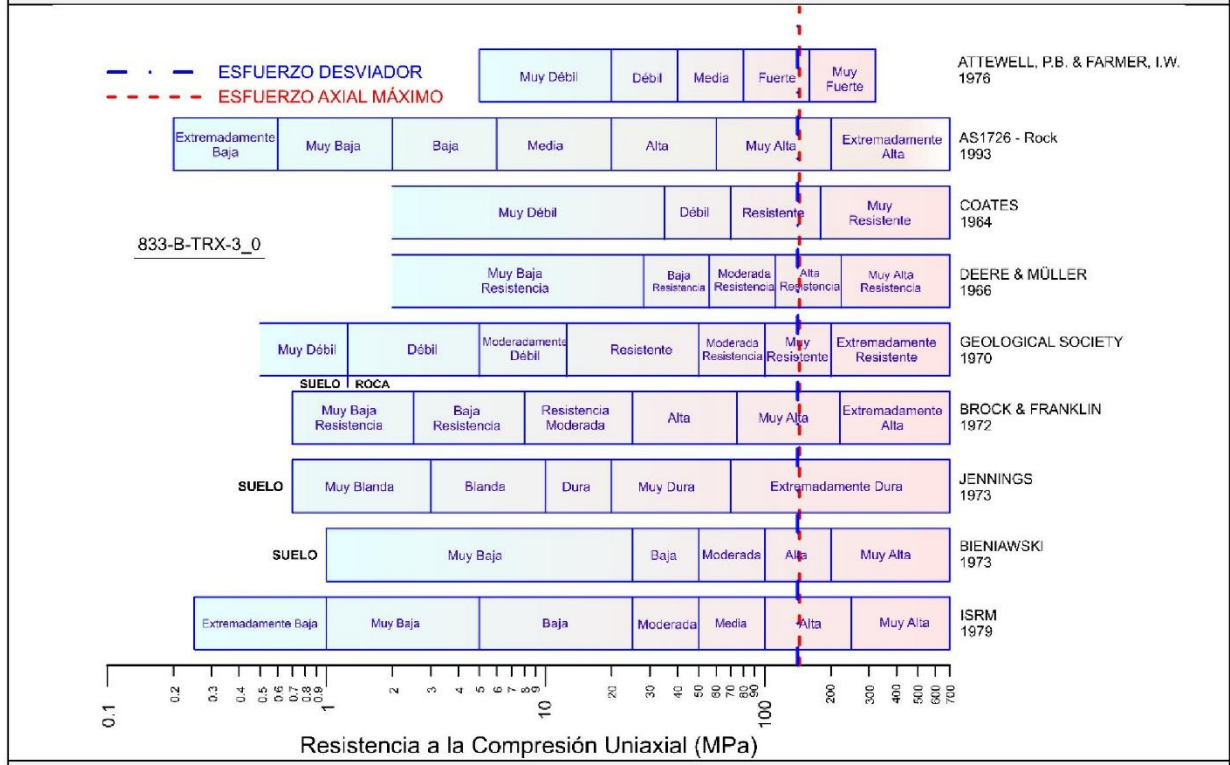 ESFUERZO DESVIADOR
ESFUERZO AXIAL MÁXIMO
833-B-TRX-3_0
Muy Débil
Débil
Media
Fuerte
Muy
Fuerte
ATTEWELL, P.B. & FARMER, I.W.
1976
Extremadamente
Baja
Muy Baja
Baja
Media
Alta
Muy Alta
Extremadamente
Alta
AS1726 - Rock
1993
Muy Débil
Débil
Resistente
Muy
Resistente
COATES
1964
Muy Baja
Resistencia
Baja
Resistencia
Moderada
Resistencia
Alta
Resistencia
Muy Alta
Resistencia
DEERE & MÜLLER
1966
Muy Débil
Débil
Moderadamente
Débil
Resistente
Moderada
Resistencia
Muy
Resistente
Extremadamente
Resistente
GEOLOGICAL SOCIETY
1970
SUELO
ROCA
Muy Baja
Resistencia
Baja
Resistencia
Resistencia
Moderada
Alta
Muy Alta
Extremadamente
Alta
BROCK & FRANKLIN
1972
SUELO
Muy Blanda
Blanda
Dura
Muy Dura
Extremadamente Dura
JENNINGS
1973
SUELO
Muy Baja
Baja
Moderada
Alta
Muy Alta
BIENIAWSKI
1973
Extremadamente Baja
Muy Baja
Baja
Moderada
Media
Alta
Muy Alta
ISRM
1979
0.1 0.2 0.3 0.4 0.5 0.6 0.7 0.8 0.9 1 2 3 4 5 6 7 8 9 10 20 30 40 50 60 70 80 90 100 200 300 400 500 600 700
Resistencia a la Compresión Uniaxial (MPa)